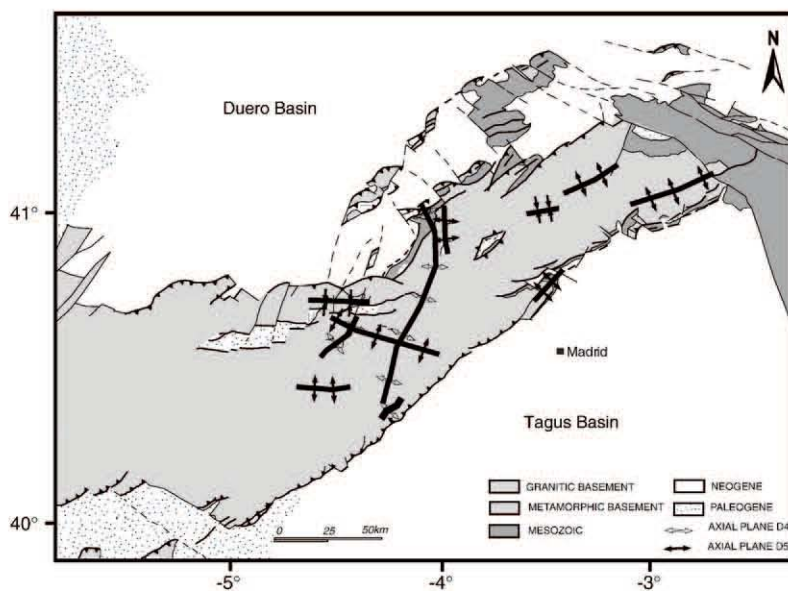 N
Duero Basin
41°
Madrid
Tagus Basin
GRANITIC BASEMENT
NEOGENE
METAMORPHIC BASEMENT
PALEOGENE
MESOZOIC
AXIAL PLANE D4
AXIAL PLANE D5
40°
0 25 50km
-5° -4° -3°